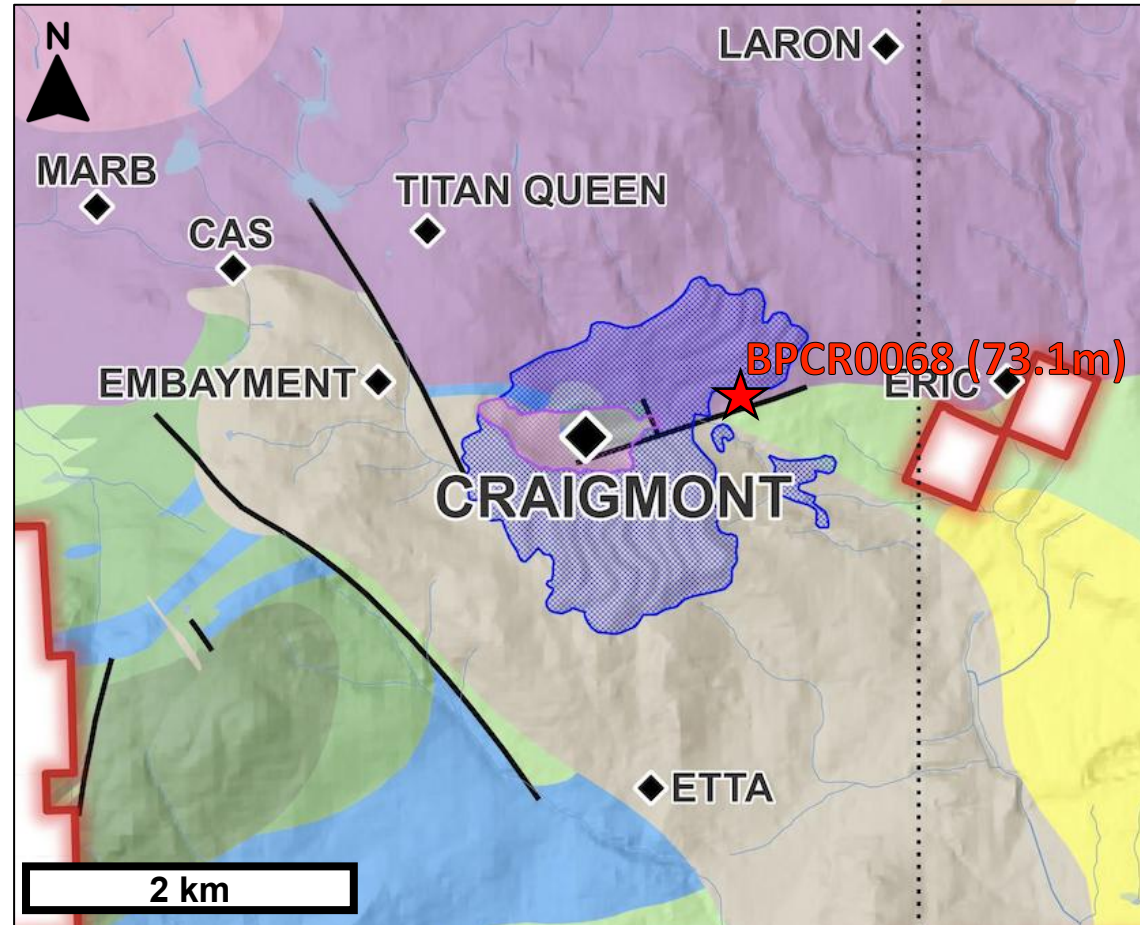 N
LARON
MARB
TITAN QUEEN
CAS
BPCR0068 (73.1m)
EMBAYMENT
ERIC
CRAIGMONT
ETTA
2 km